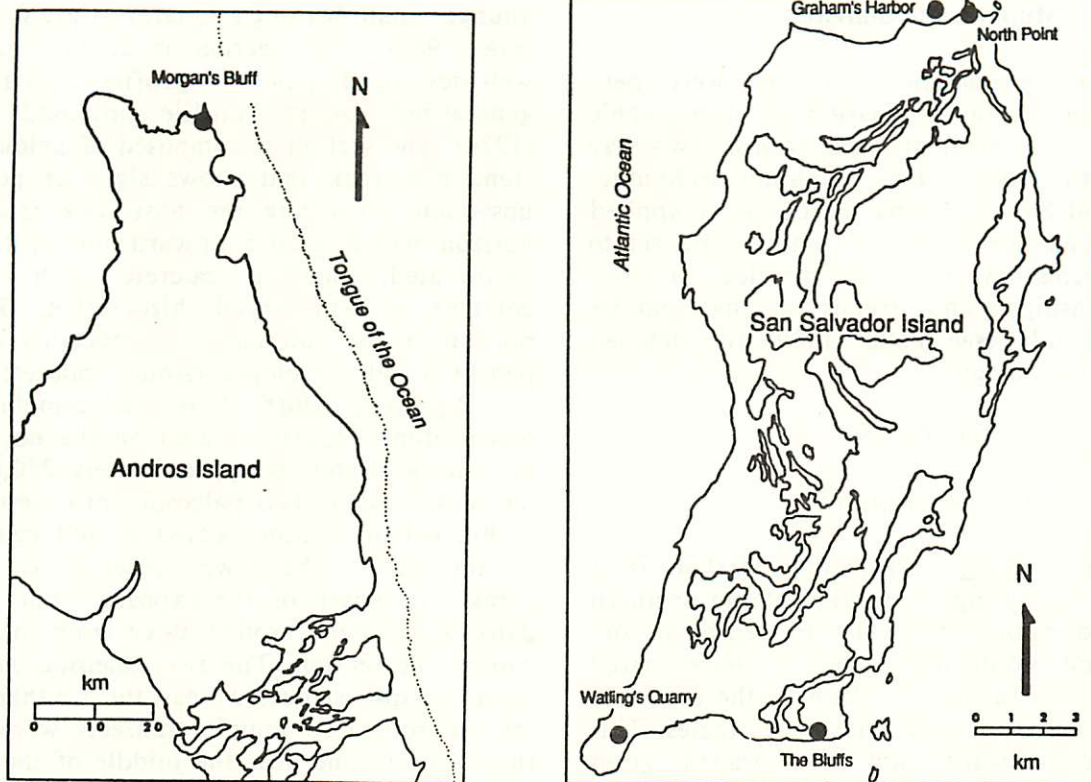 Morgan's Bluff
N
Tongue of the Ocean
Andros Island
km
0 10 20
Graham's Harbor
North Point
Atlantic Ocean
San Salvador Island
N
Watling's Quarry
The Bluffs
0 1 2 3
km